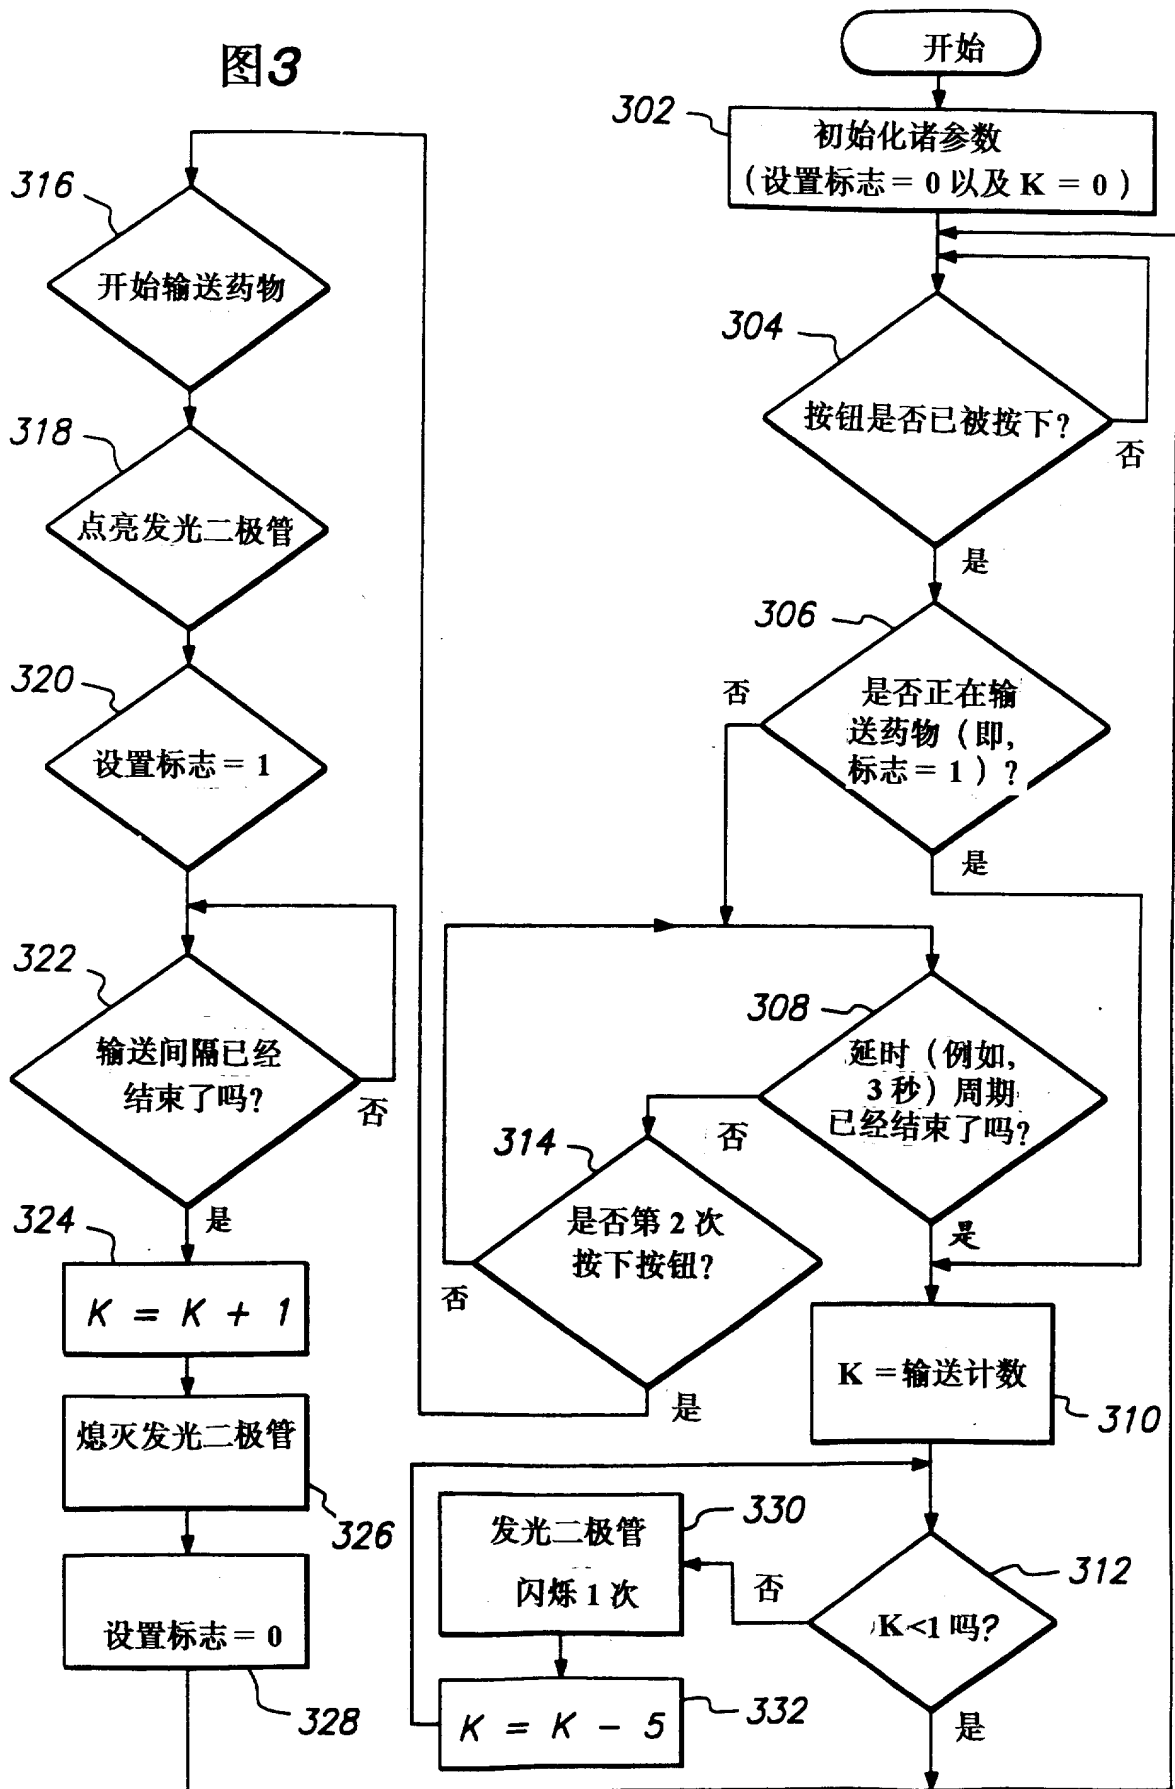 图3
开始
302
初始化诸参数
（设置标志 = 0 以及 K = 0 ）
304
按钮是否已被按下?
否
是
306
是否正在输
送药物（即,
标志 = 1 ）?
否
是
308
延时（例如,
3 秒）周期
已经结束了吗?
否
是
314
是否第 2 次
按下按钮?
否
是
K = 输送计数
310
312
K<1 吗?
否
是
330
发光二极管
闪烁 1 次
K = K - 5
332
316
开始输送药物
318
点亮发光二极管
320
设置标志 = 1
322
输送间隔已经
结束了吗?
否
是
324
K = K + 1
熄灭发光二极管
326
设置标志 = 0
328